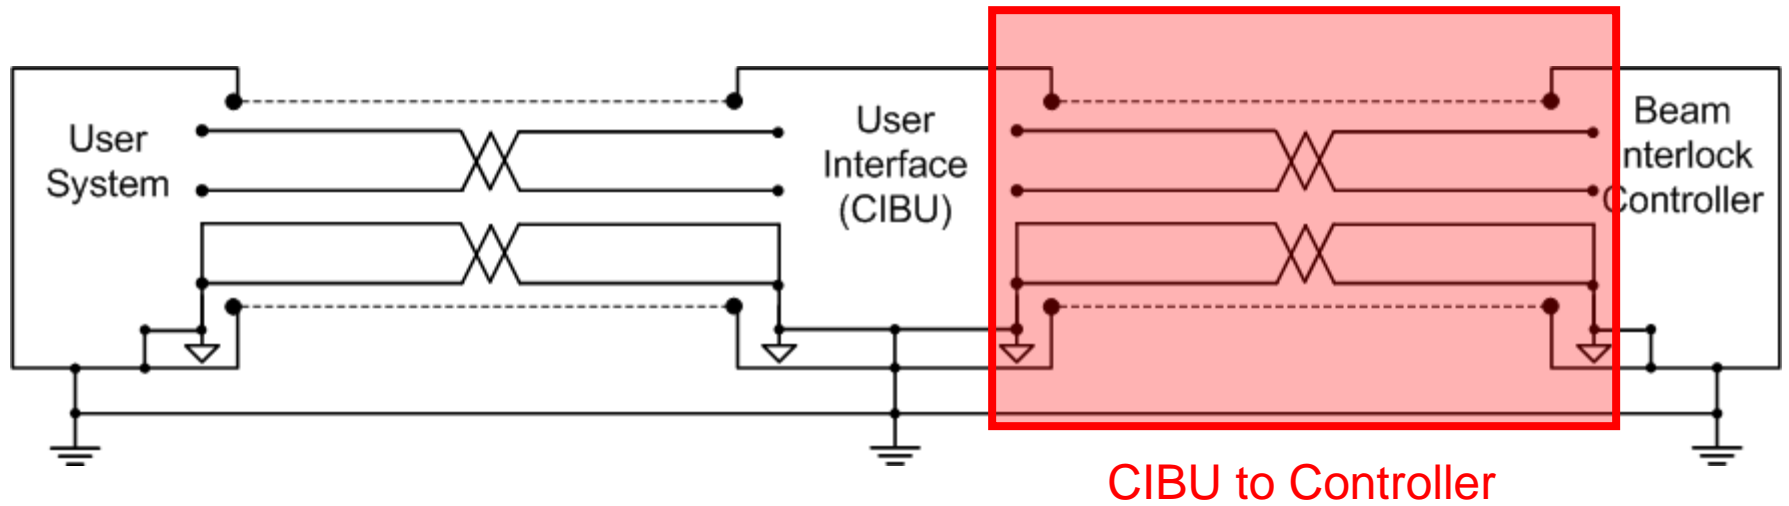 User
System
User
Interface
(CIBU)
Beam
nterlock
Controller
CIBU to Controller